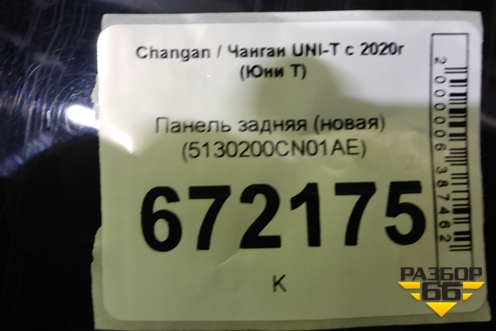 Changan / Чанган UNI-T с 2020г
(Юни Т)
Панель задняя (новая)
(5130200CN01AE)
672175
К
2000006387462
РАЗБОР
66